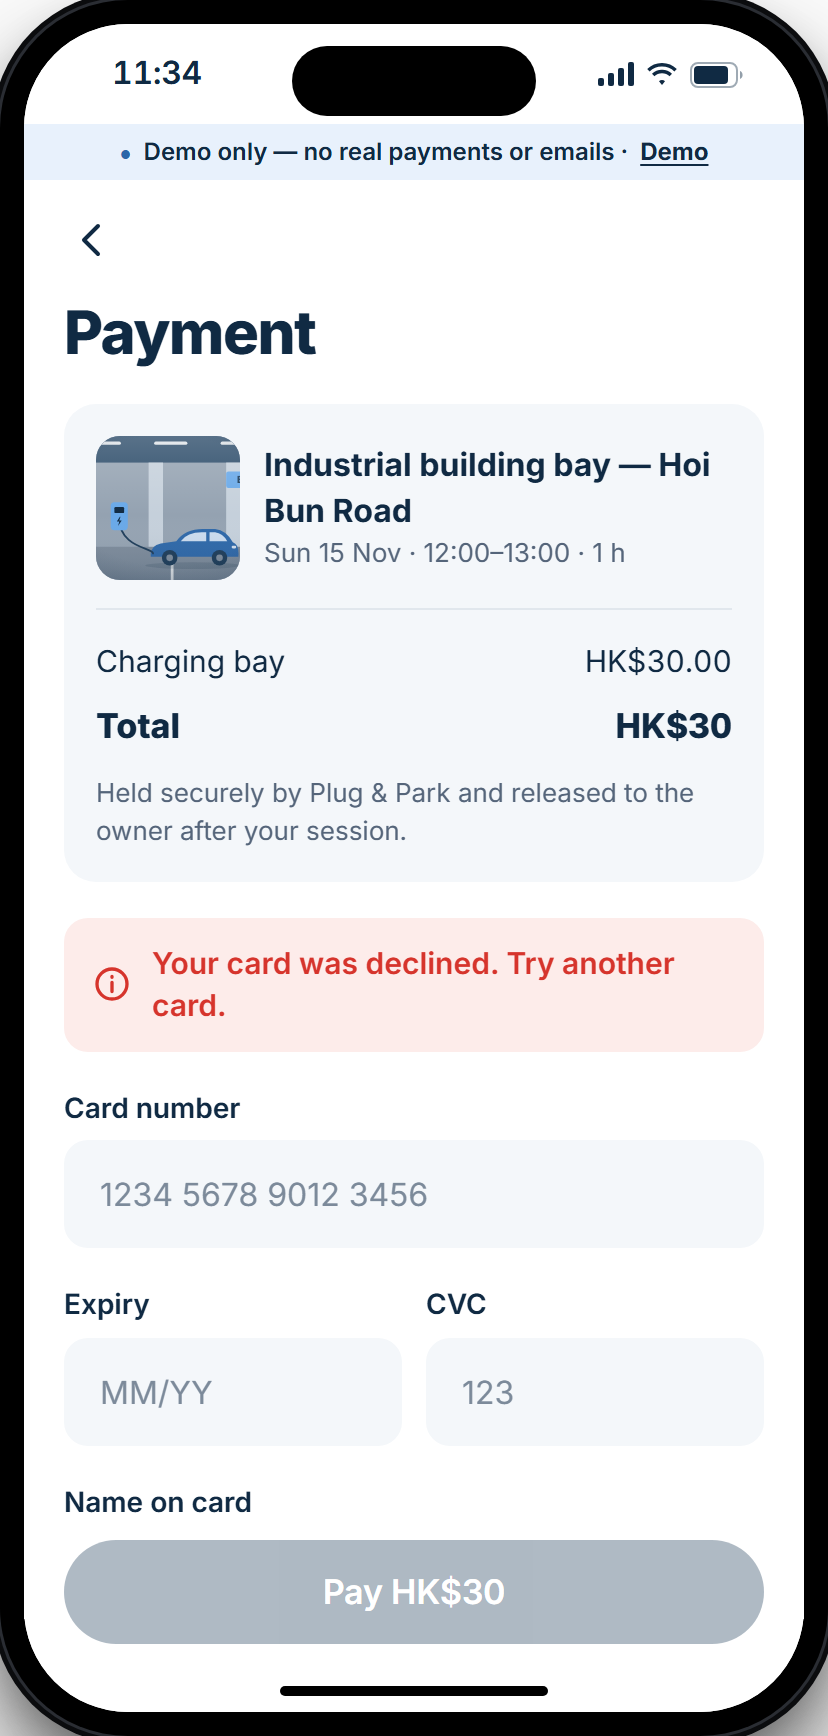 11:34
Demo only — no real payments or emails · Demo
Payment
Industrial building bay — Hoi
Bun Road
Sun 15 Nov · 12:00–13:00 · 1 h
Charging bay HK$30.00
Total HK$30
Held securely by Plug & Park and released to the
owner after your session.
Your card was declined. Try another
card.
Card number
1234 5678 9012 3456
Expiry CVC
MM/YY 123
Name on card
Pay HK$30